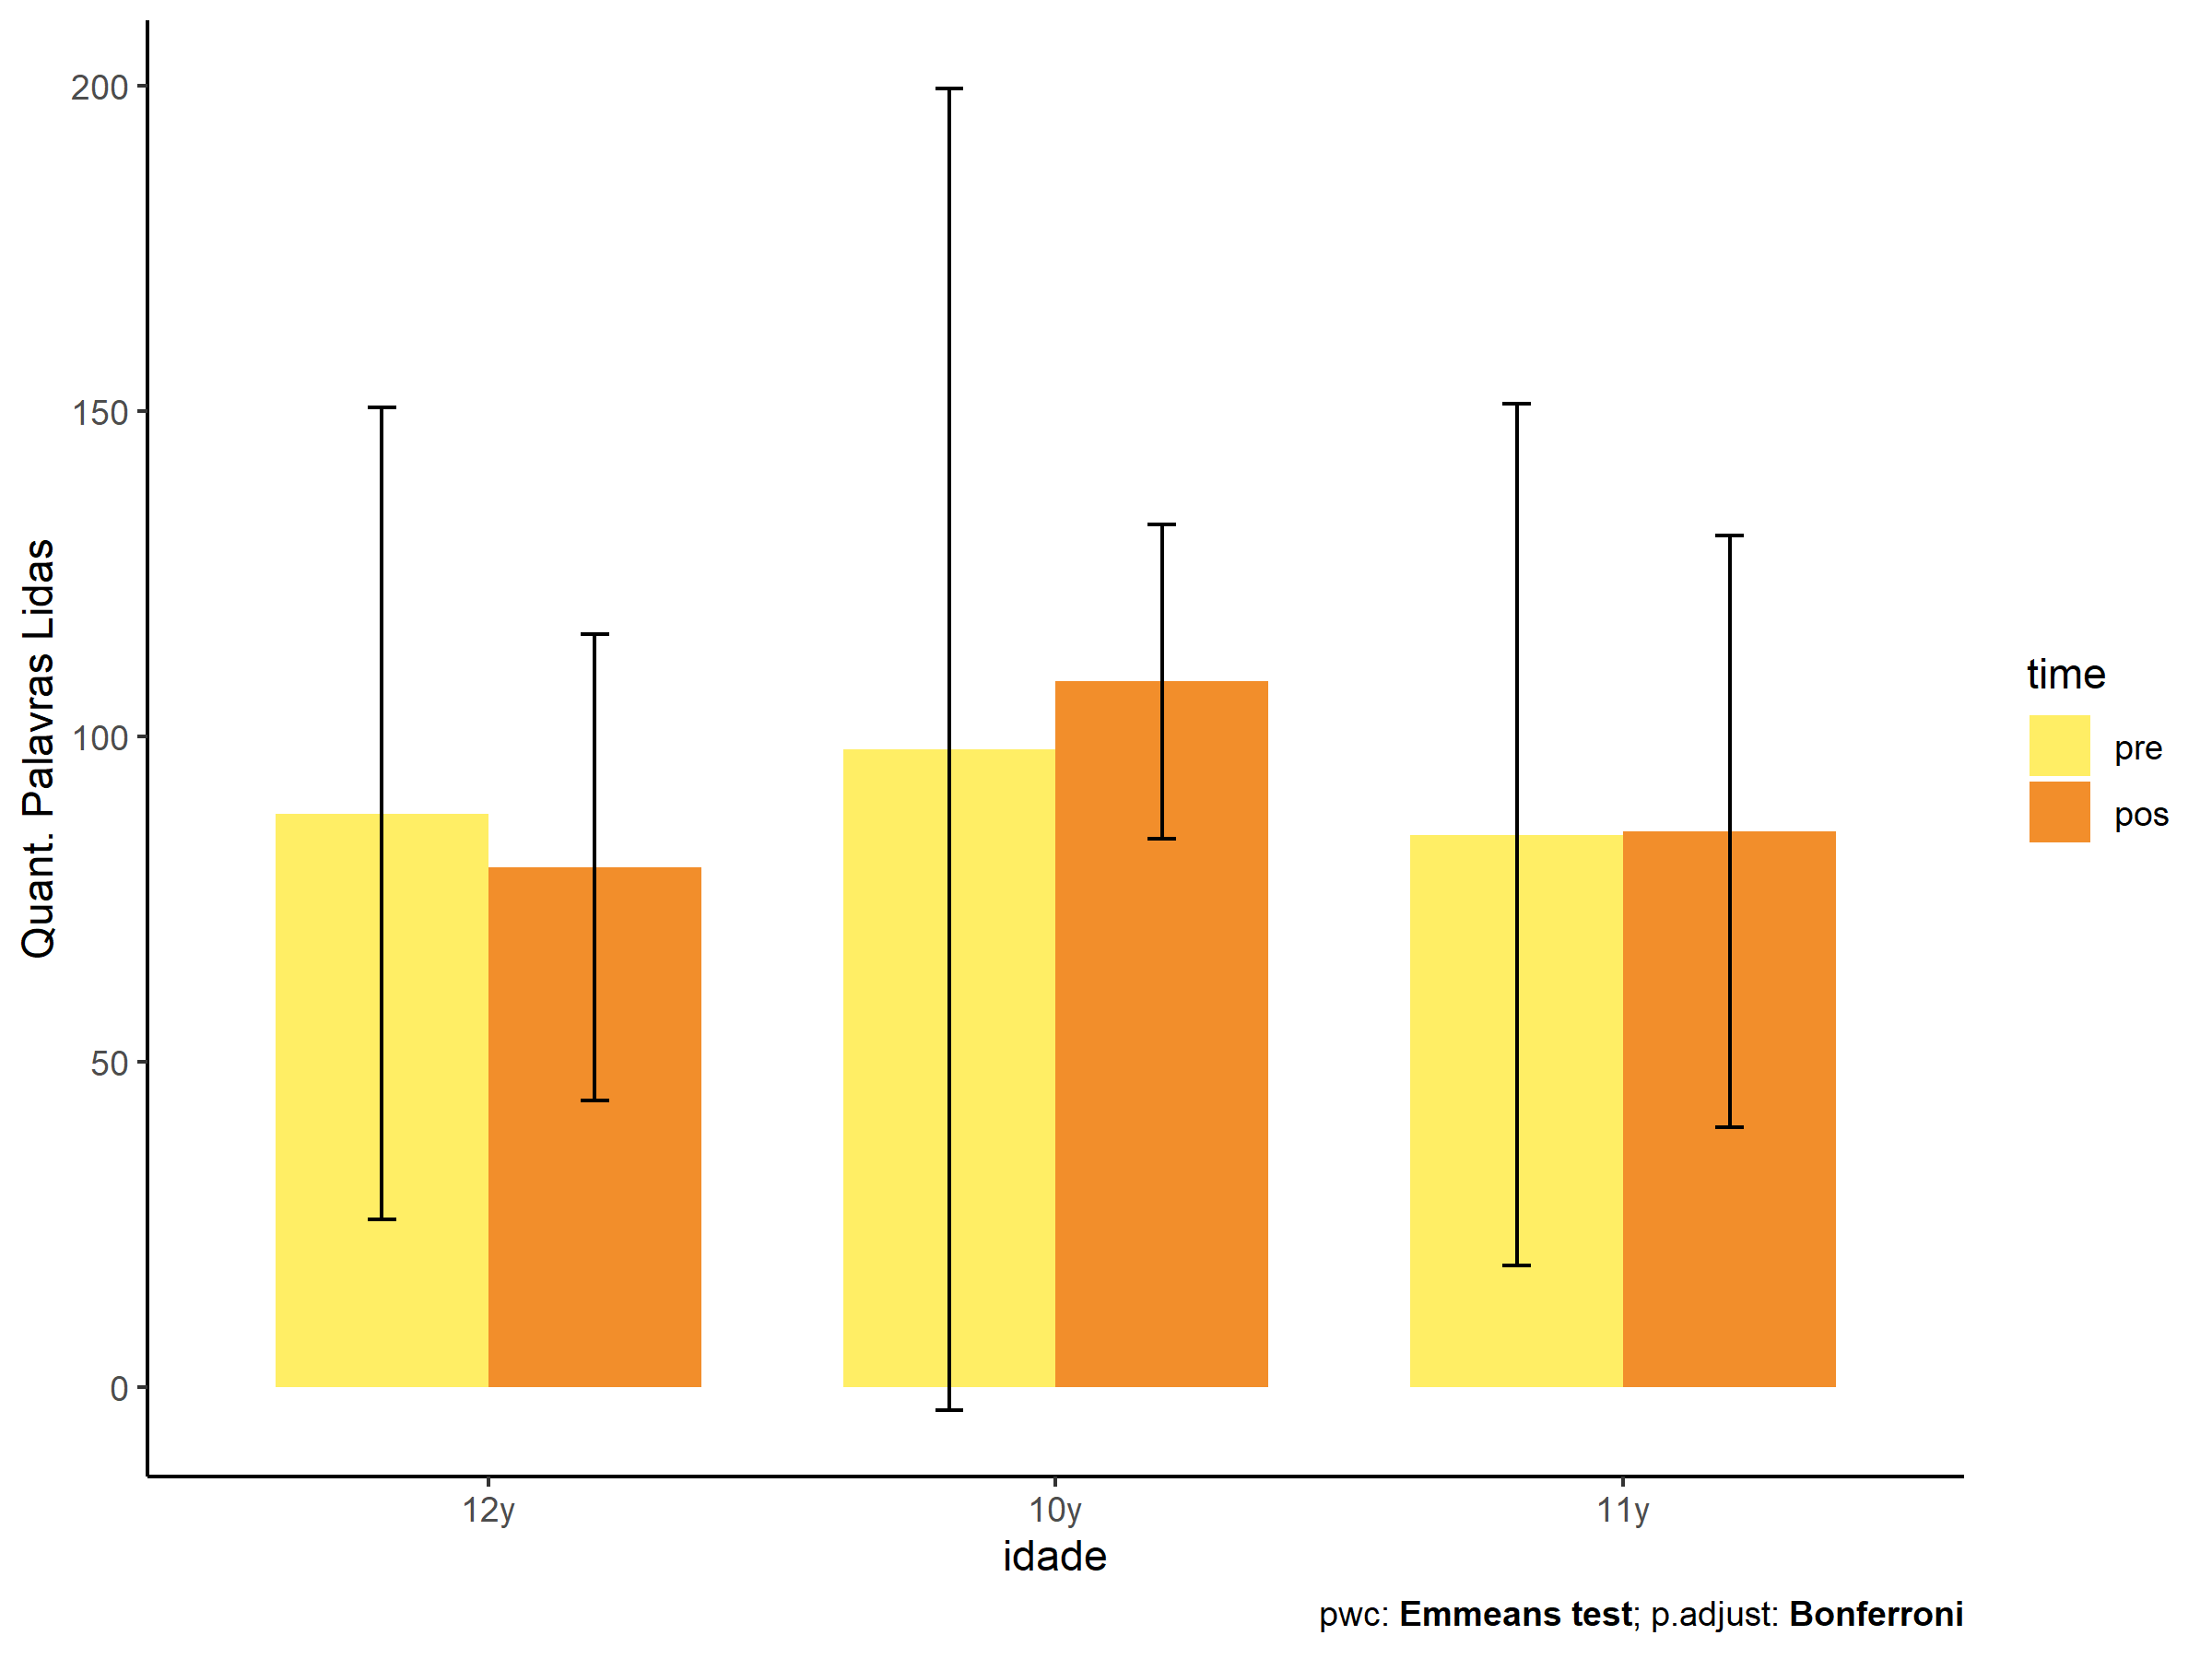 Quant. Palavras Lidas
200
150
100
50
0
12y
10y
11y
idade
time
pre
pos
pwc: Emmeans test; p.adjust: Bonferroni